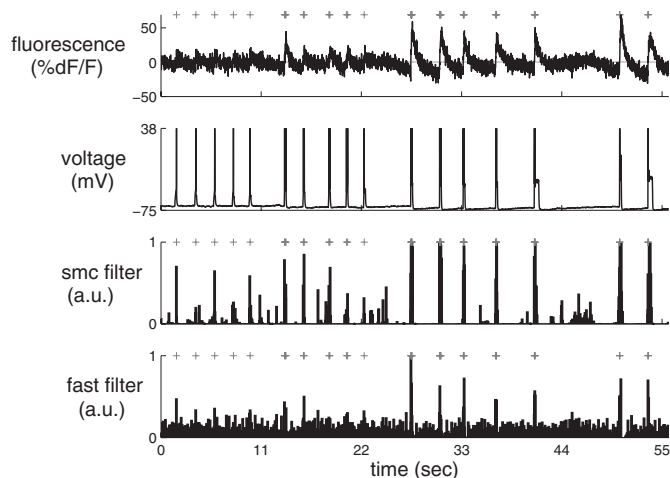 50
fluorescence
(%dF/F)
0
−50
38
voltage
(mV)
−75
1
smc filter
(a.u.)
0
1
fast filter
(a.u.)
0
0 11 22 33 44 55
time (sec)